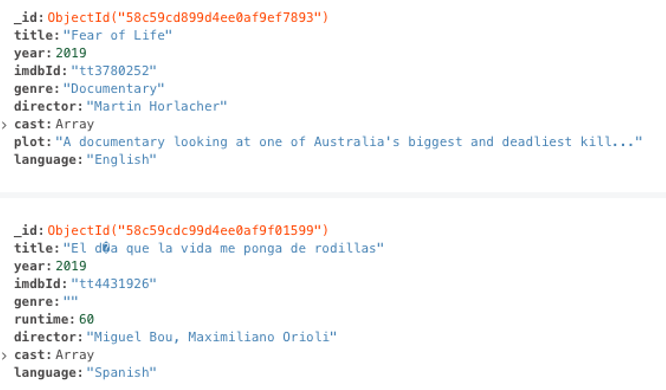 _id: ObjectId("58c59cd899d4ee0af9ef7893")
title: "Fear of Life"
year: 2019
imdbId: "tt3780252"
genre: "Documentary"
director: "Martin Horlacher"
> cast: Array
plot: "A documentary looking at one of Australia's biggest and deadliest kill..."
language: "English"
_id: ObjectId("58c59cdc99d4ee0af9f01599")
title: "El d�a que la vida me ponga de rodillas"
year: 2019
imdbId: "tt4431926"
genre: ""
runtime: 60
director: "Miguel Bou, Maximiliano Orioli"
> cast: Array
language: "Spanish"